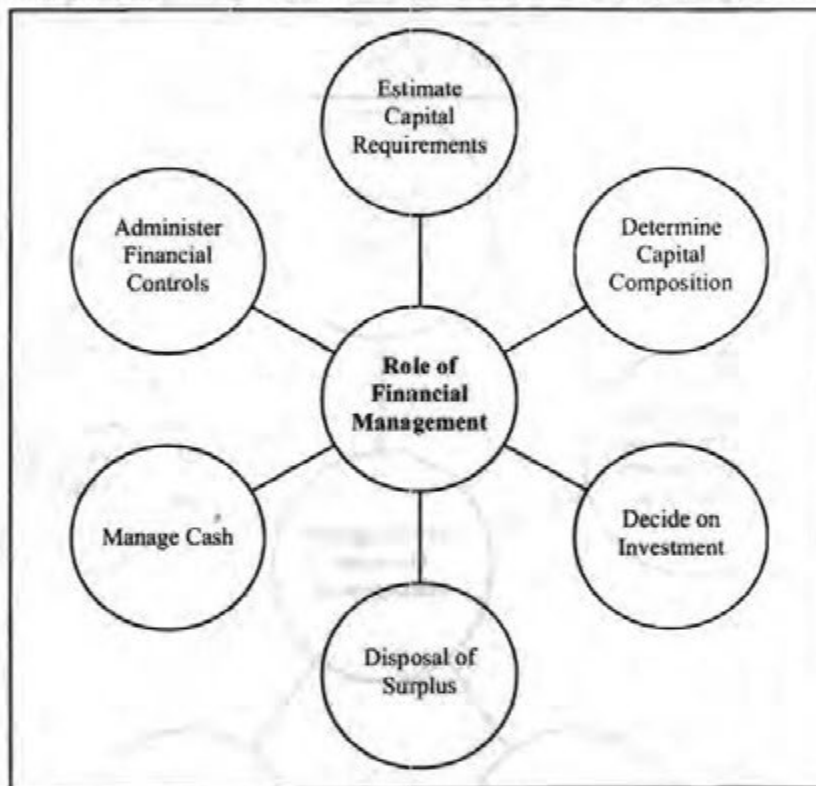 Estimate
Capital
Requirements
Administer
Financial
Controls
Determine
Capital
Composition
Role of
Financial
Management
Manage Cash
Decide on
Investment
Disposal of
Surplus